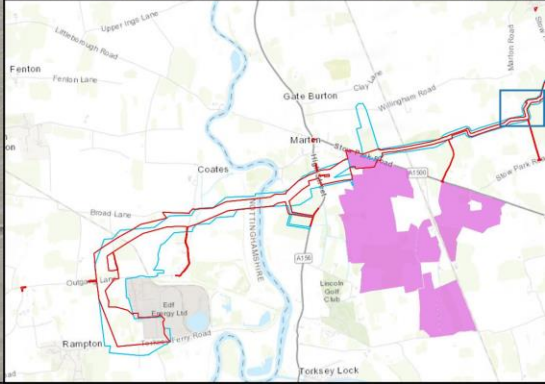 Upper Ings Lane
Marton Road
Stow
Littleborough Road
Fenton
Fenton Lane
Clay Lane
Willingham Road
Gate Burton
Marton
Stow Park Road
High
A1500
Coates
Stow Park Road
Broad Lane
NOTTINGHAMSHIRE
A156
Outgang Lane
Edf
Energy Ltd
Lincoln
Golf
Club
Torksey Ferry Road
Rampton
Torksey Lock